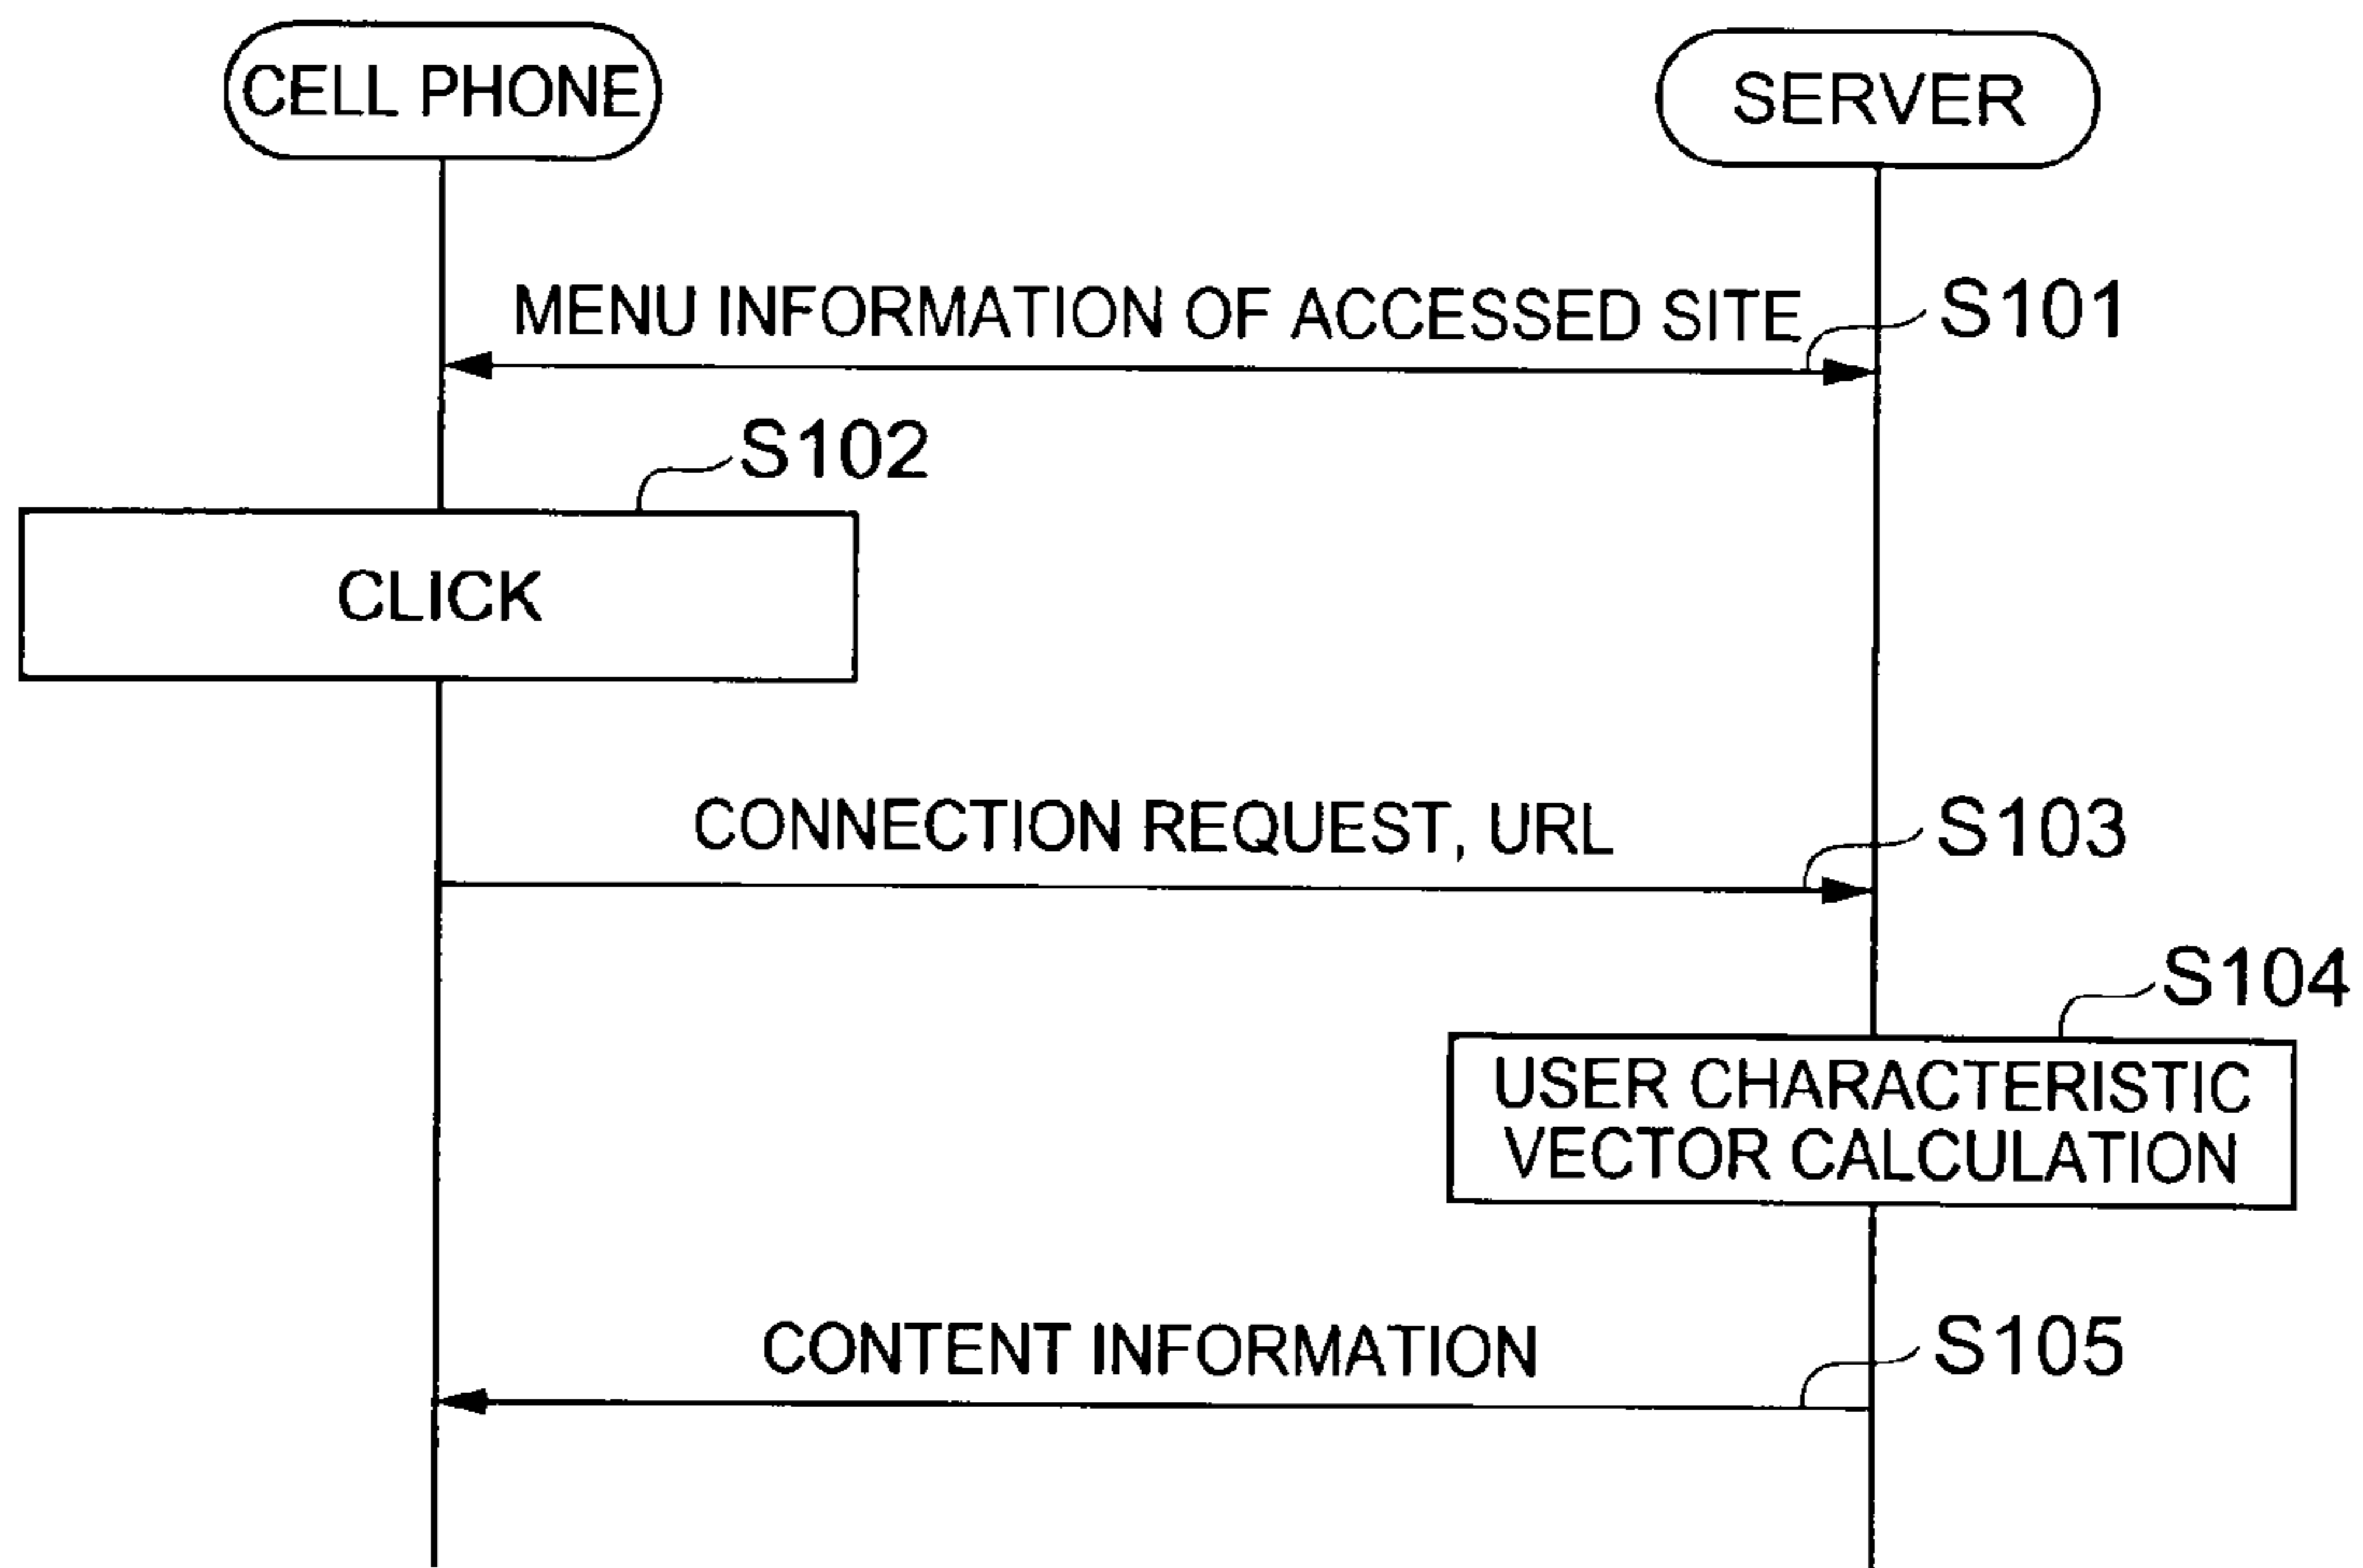 CELL PHONE
SERVER
MENU INFORMATION OF ACCESSED SITE
S101
S102
CLICK
CONNECTION REQUEST, URL
S103
S104
USER CHARACTERISTIC
VECTOR CALCULATION
CONTENT INFORMATION
S105